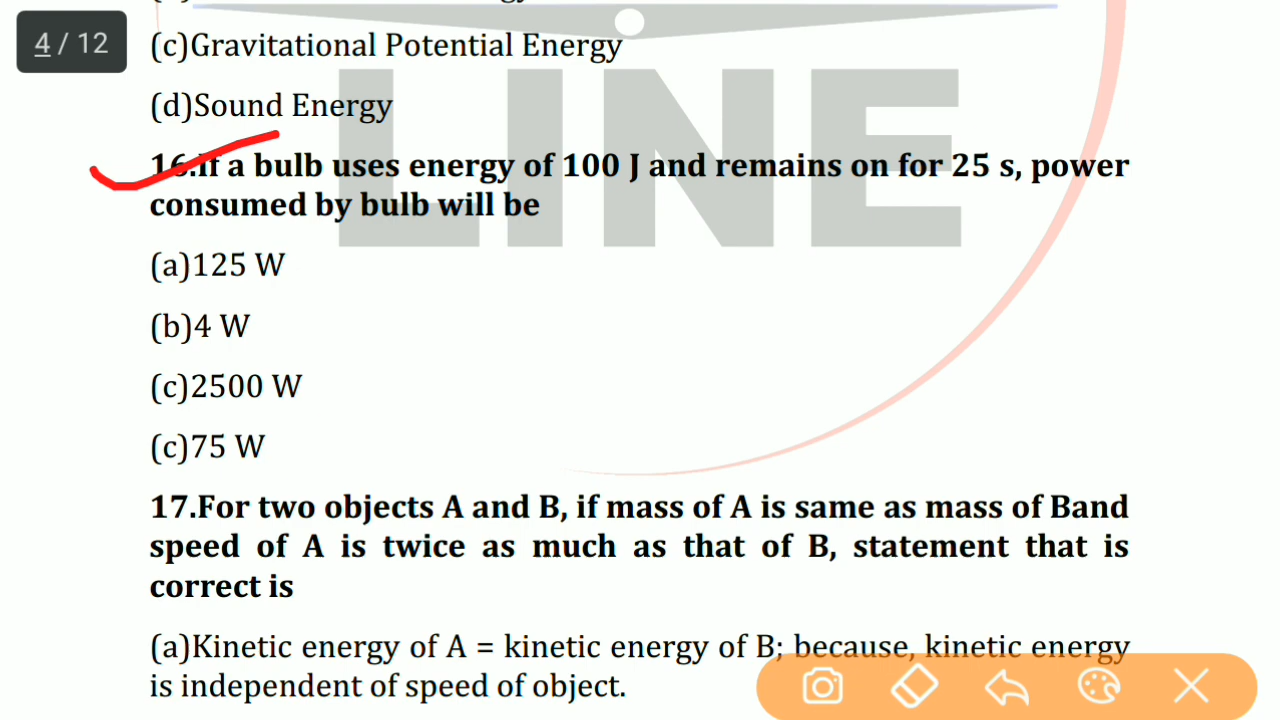 4 / 12
(c)Gravitational Potential Energy
(d)Sound Energy
LINE
16.If a bulb uses energy of 100 J and remains on for 25 s, power
consumed by bulb will be
(a)125 W
(b)4 W
(c)2500 W
(c)75 W
17.For two objects A and B, if mass of A is same as mass of Band
speed of A is twice as much as that of B, statement that is
correct is
(a)Kinetic energy of A = kinetic energy of B; because, kinetic energy
is independent of speed of object.